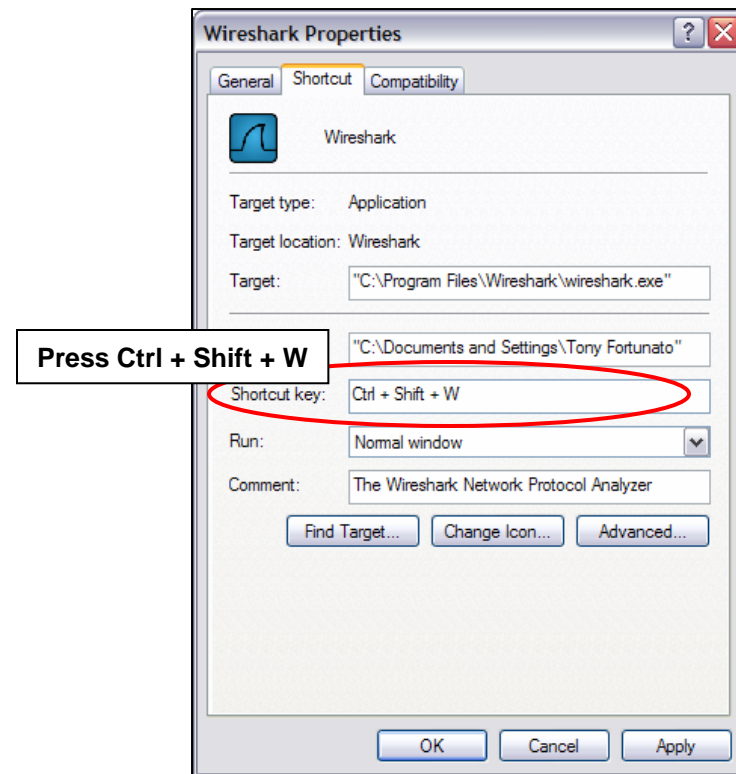 Wireshark Properties
General Shortcut Compatibility
Wireshark
Target type: Application
Target location: Wireshark
Target: "C:\Program Files\Wireshark\wireshark.exe"
"C:\Documents and Settings\Tony Fortunato"
Press Ctrl + Shift + W
Shortcut key: Ctrl + Shift + W
Run: Normal window
Comment: The Wireshark Network Protocol Analyzer
Find Target... Change Icon... Advanced...
OK Cancel Apply